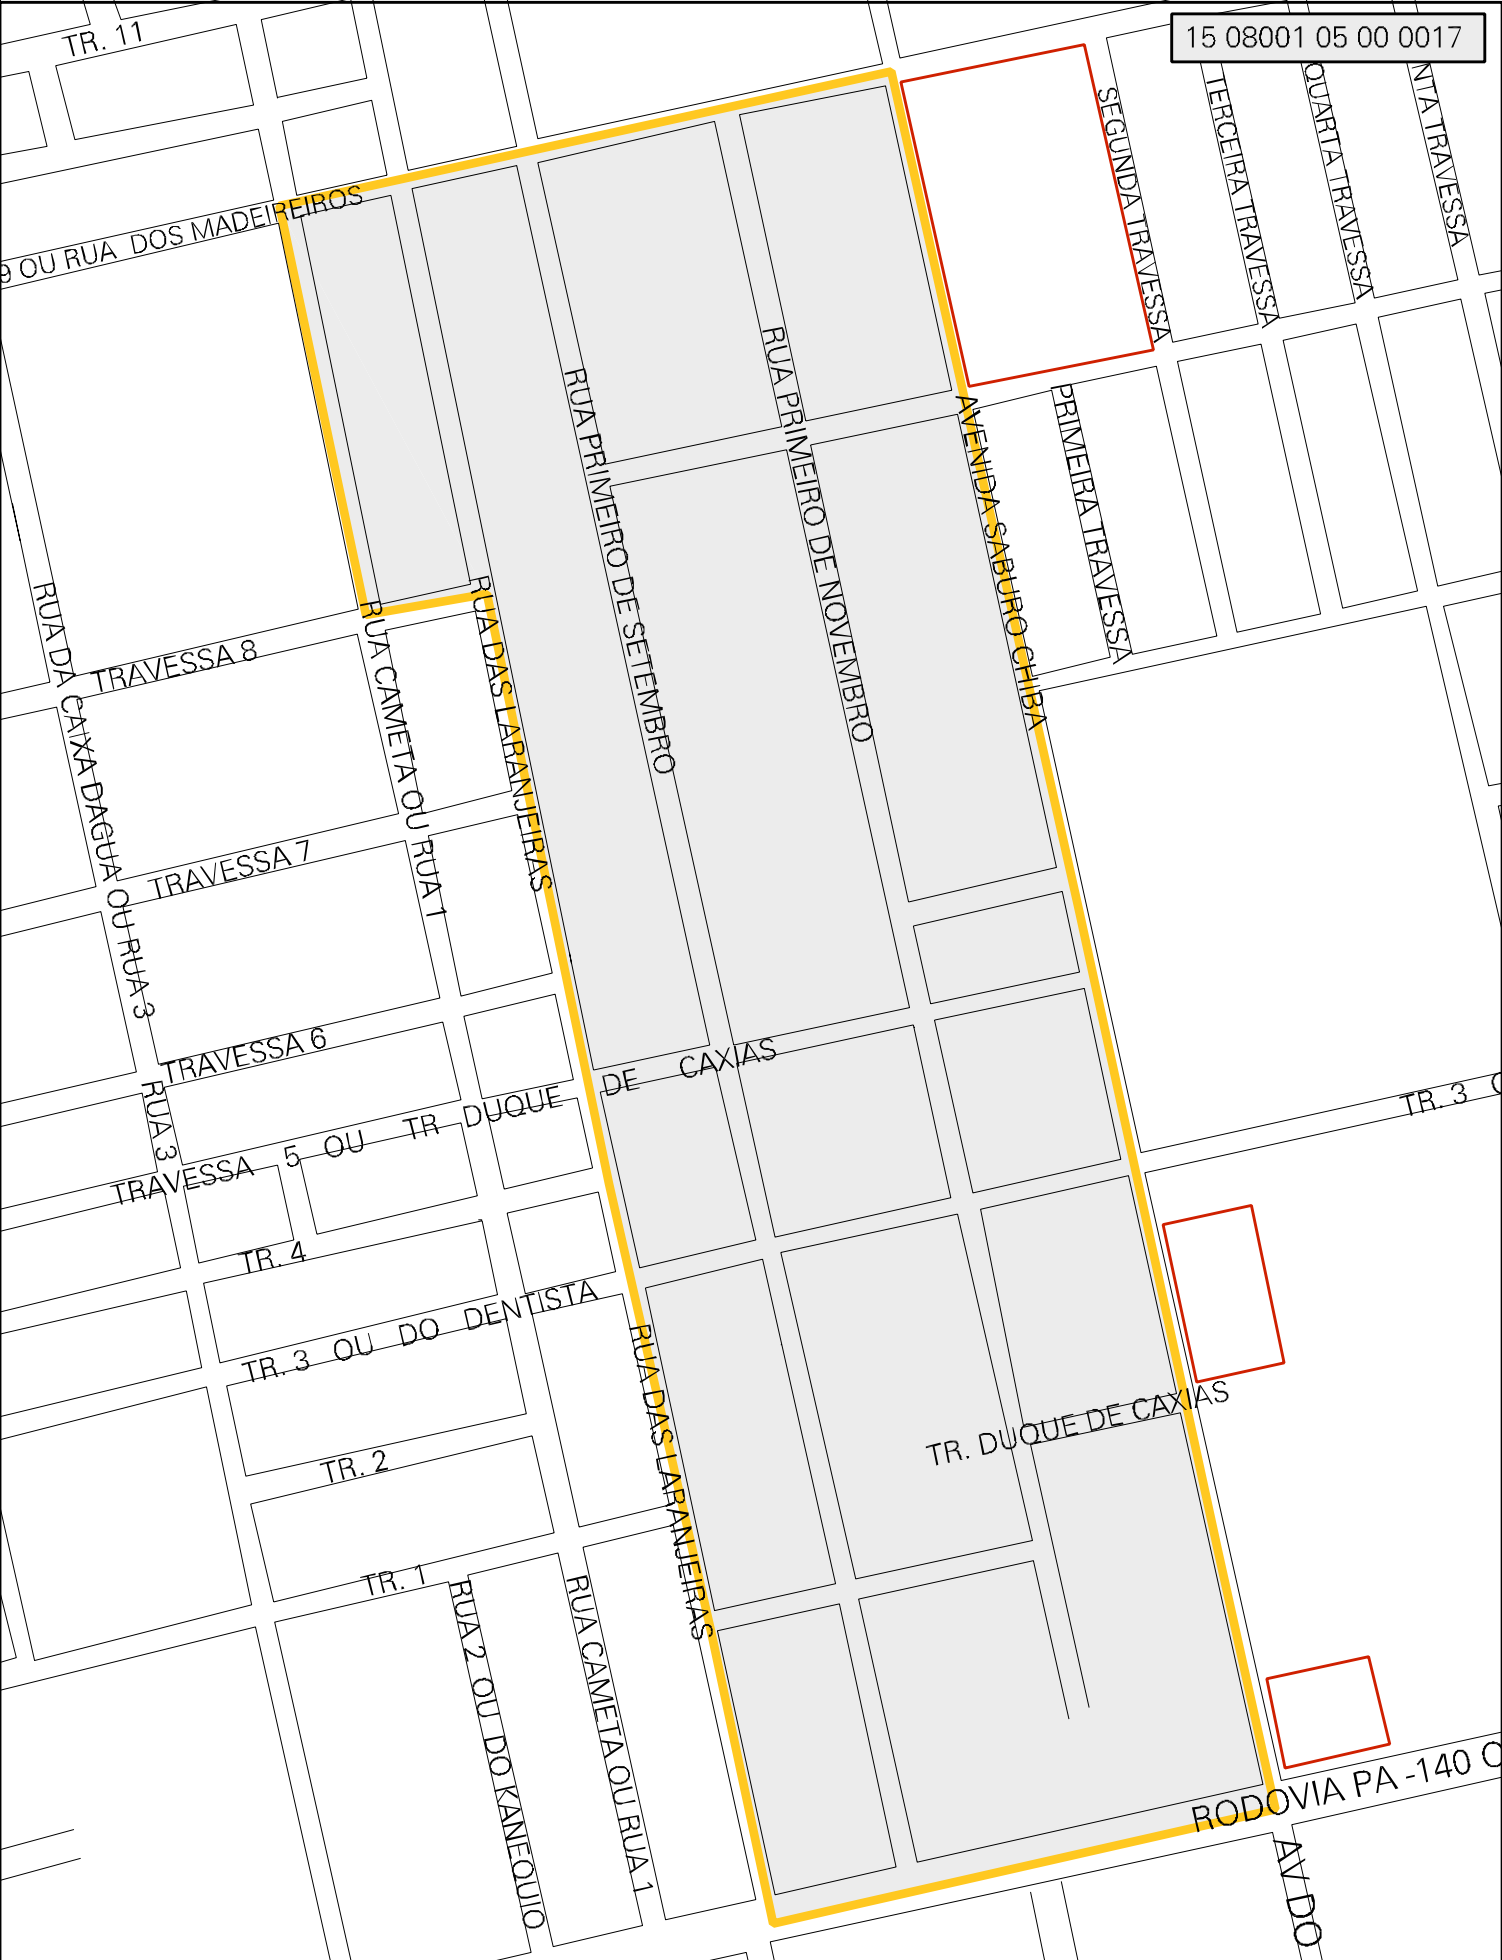 TR. 11
15 08001 05 00 0017
SEGUNDA TRAVESSA
TERCEIRA TRAVESSA
QUARTA TRAVESSA
NTA TRAVESSA
9 OU RUA DOS MADEIREIROS
RUA PRIMEIRO DE SETEMBRO
RUA PRIMEIRO DE NOVEMBRO
AVENIDA SABURO CHIBA
PRIMEIRA TRAVESSA
RUA DA CAIXA DAGUA OU RUA 3
TRAVESSA 8
RUA CAMETA OU RUA 1
RUA DAS LARANJEIRAS
TRAVESSA 7
TRAVESSA 6
RUA 3
TRAVESSA 5 OU TR DUQUE DE CAXIAS
TR. 3
TR. 4
TR. 3 OU DO DENTISTA
RUA DAS LARANJEIRAS
TR. DUQUE DE CAXIAS
TR. 2
TR. 1
RUA 2 OU DO KANEQUIO
RUA CAMETA OU RUA 1
RODOVIA PA -140 O
AV DO